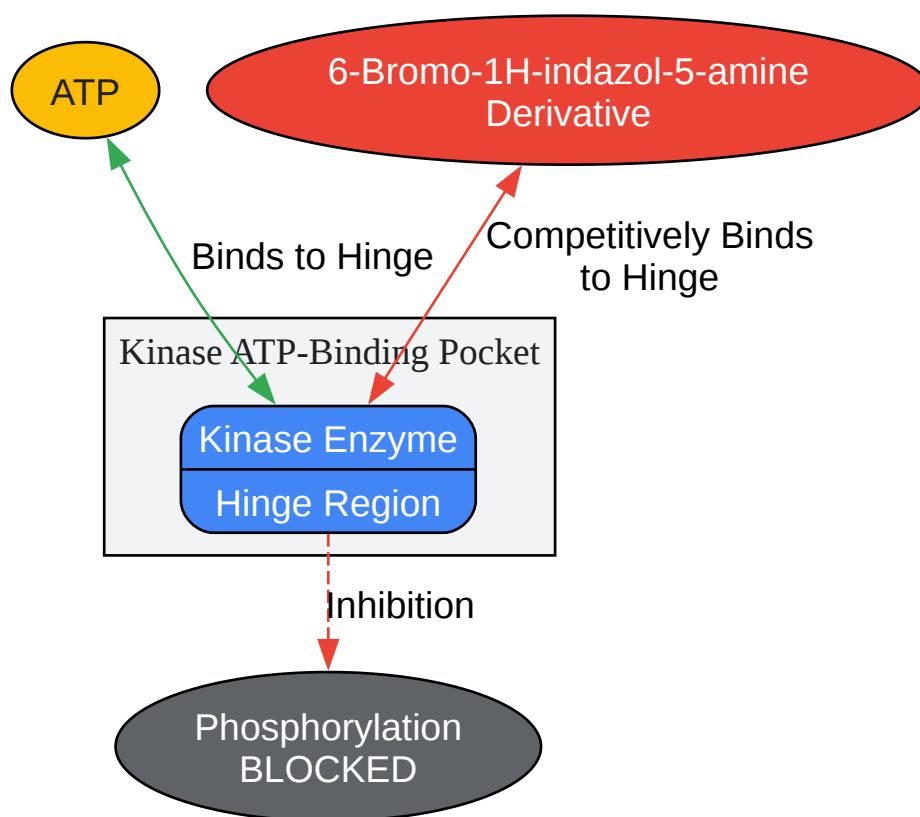 ATP
6-Bromo-1H-indazol-5-amine
Derivative
Binds to Hinge
Competitively Binds
to Hinge
Kinase ATP-Binding Pocket
Kinase Enzyme
Hinge Region
Inhibition
Phosphorylation
BLOCKED